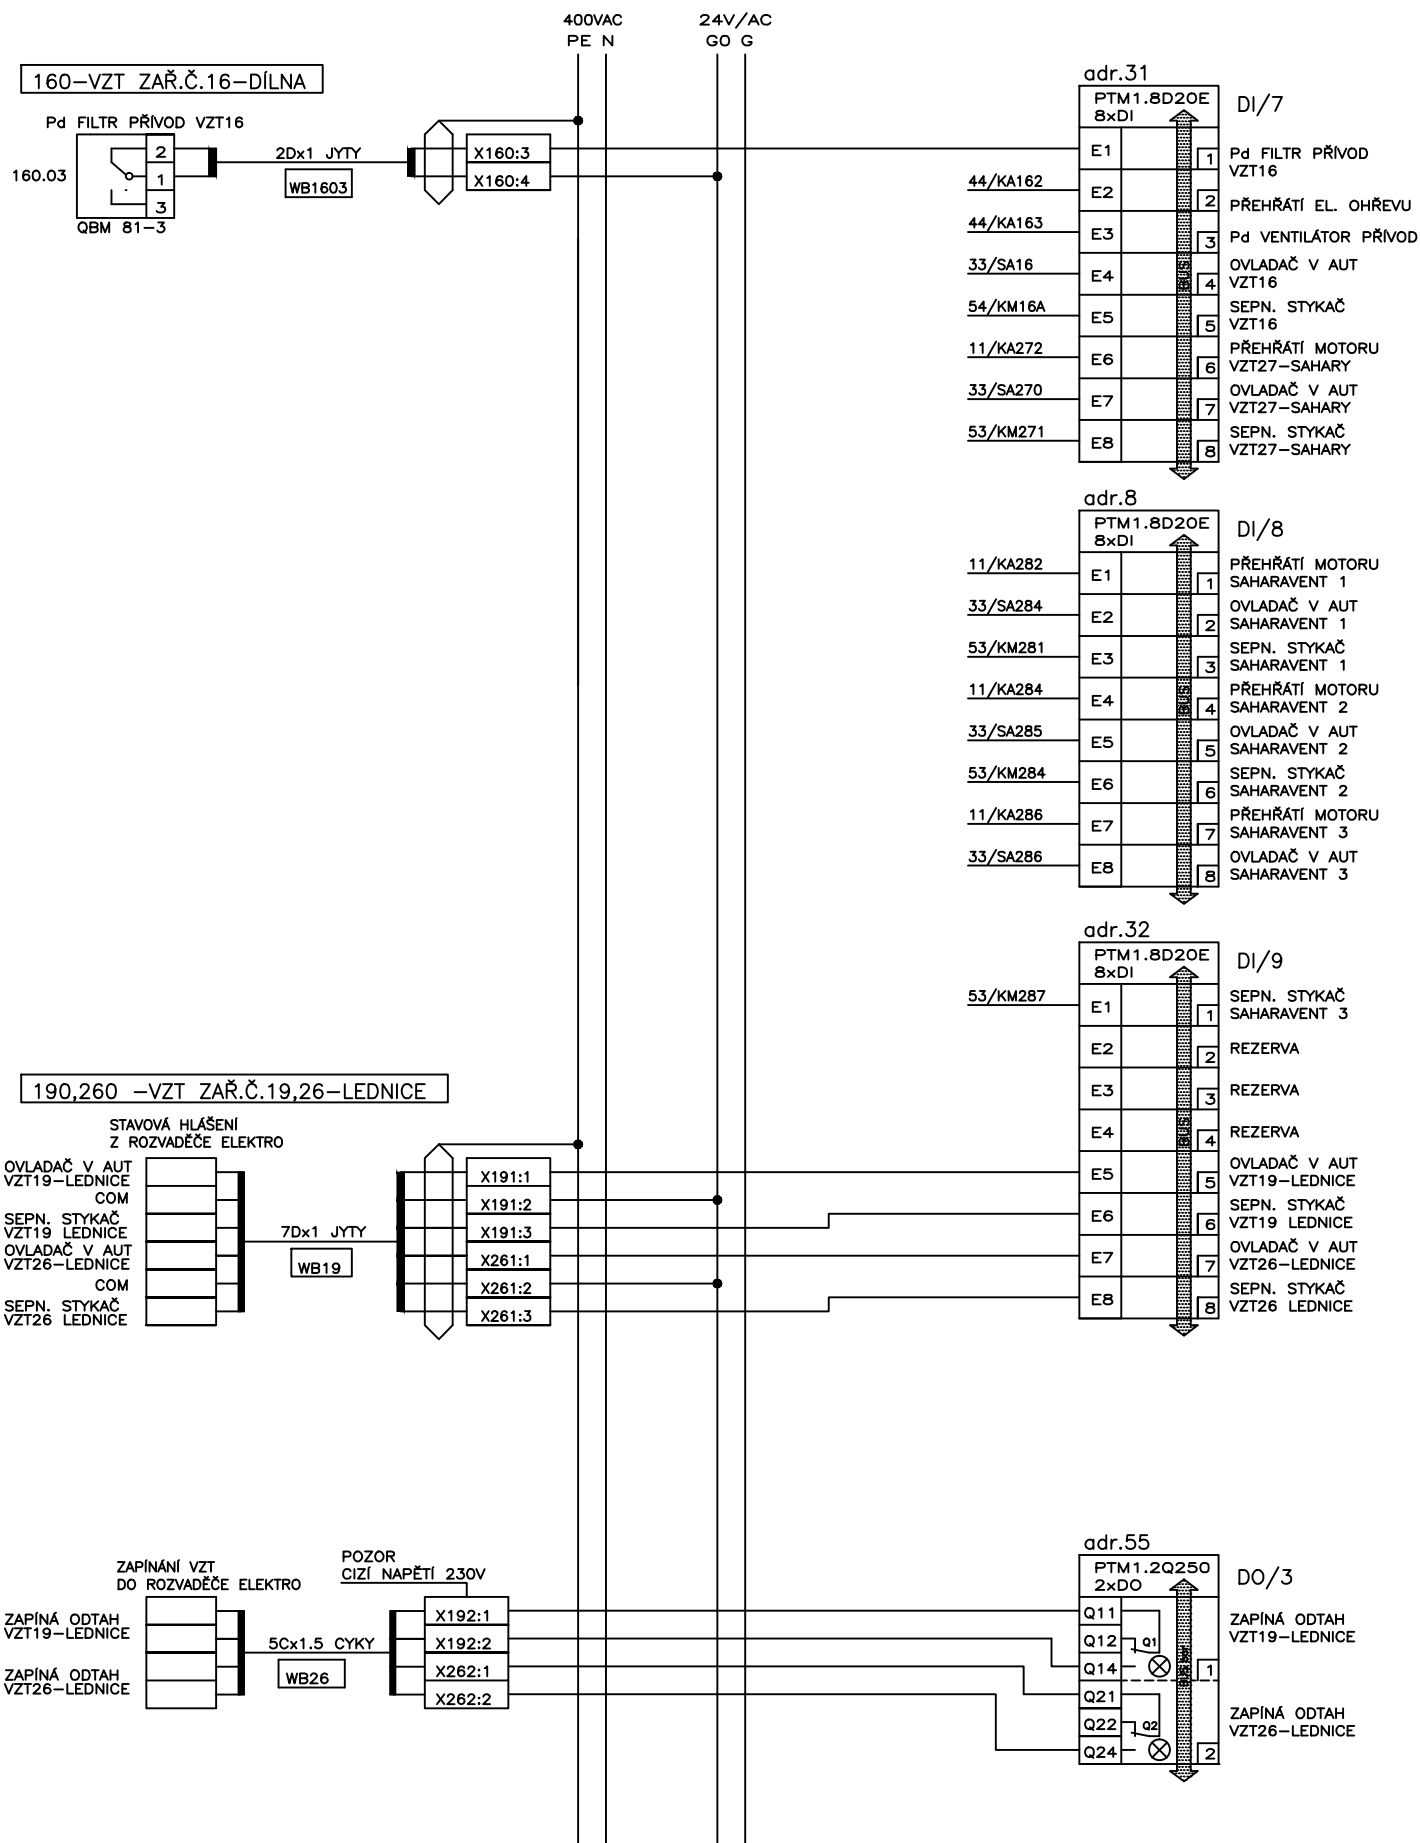 400VAC
PE N
24V/AC
G0 G
160-VZT ZAŘ.Č.16-DÍLNA
Pd FILTR PŘÍVOD VZT16
160.03
2
1
3
QBM 81-3
2Dx1 JYTY
WB1603
X160:3
X160:4
adr.31
PTM1.8D20E
8xDI
DI/7
BUS
E1
1
Pd FILTR PŘÍVOD
VZT16
44/KA162
E2
2
PŘEHŘÁTÍ EL. OHŘEVU
44/KA163
E3
3
Pd VENTILÁTOR PŘÍVOD
33/SA16
E4
4
OVLADAČ V AUT
VZT16
54/KM16A
E5
5
SEPN. STYKAČ
VZT16
11/KA272
E6
6
PŘEHŘÁTÍ MOTORU
VZT27-SAHARY
33/SA270
E7
7
OVLADAČ V AUT
VZT27-SAHARY
53/KM271
E8
8
SEPN. STYKAČ
VZT27-SAHARY
adr.8
PTM1.8D20E
8xDI
DI/8
BUS
11/KA282
E1
1
PŘEHŘÁTÍ MOTORU
SAHARAVENT 1
33/SA284
E2
2
OVLADAČ V AUT
SAHARAVENT 1
53/KM281
E3
3
SEPN. STYKAČ
SAHARAVENT 1
11/KA284
E4
4
PŘEHŘÁTÍ MOTORU
SAHARAVENT 2
33/SA285
E5
5
OVLADAČ V AUT
SAHARAVENT 2
53/KM284
E6
6
SEPN. STYKAČ
SAHARAVENT 2
11/KA286
E7
7
PŘEHŘÁTÍ MOTORU
SAHARAVENT 3
33/SA286
E8
8
OVLADAČ V AUT
SAHARAVENT 3
adr.32
PTM1.8D20E
8xDI
DI/9
BUS
53/KM287
E1
1
SEPN. STYKAČ
SAHARAVENT 3
E2
2
REZERVA
E3
3
REZERVA
E4
4
REZERVA
E5
5
OVLADAČ V AUT
VZT19-LEDNICE
E6
6
SEPN. STYKAČ
VZT19 LEDNICE
E7
7
OVLADAČ V AUT
VZT26-LEDNICE
E8
8
SEPN. STYKAČ
VZT26 LEDNICE
190,260 -VZT ZAŘ.Č.19,26-LEDNICE
STAVOVÁ HLÁŠENÍ
Z ROZVADĚČE ELEKTRO
OVLADAČ V AUT
VZT19-LEDNICE
COM
SEPN. STYKAČ
VZT19 LEDNICE
OVLADAČ V AUT
VZT26-LEDNICE
COM
SEPN. STYKAČ
VZT26 LEDNICE
7Dx1 JYTY
WB19
X191:1
X191:2
X191:3
X261:1
X261:2
X261:3
ZAPÍNÁNÍ VZT
DO ROZVADĚČE ELEKTRO
ZAPÍNÁ ODTAH
VZT19-LEDNICE
ZAPÍNÁ ODTAH
VZT26-LEDNICE
5Cx1.5 CYKY
WB26
POZOR
CIZÍ NAPĚTÍ 230V
X192:1
X192:2
X262:1
X262:2
adr.55
PTM1.2Q250
2xDO
DO/3
Q11
Q12
Q1
Q14
1
ZAPÍNÁ ODTAH
VZT19-LEDNICE
Q21
Q22
Q2
Q24
2
ZAPÍNÁ ODTAH
VZT26-LEDNICE